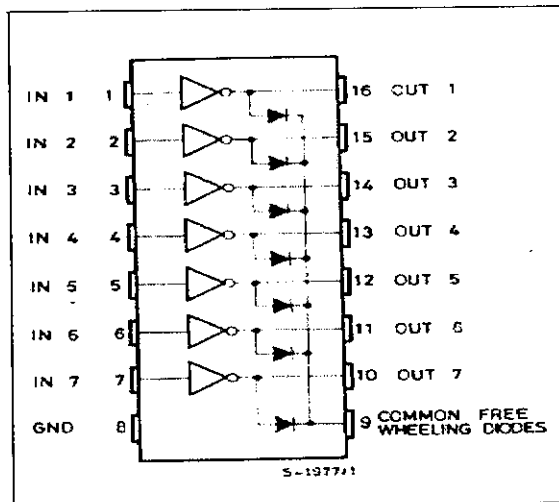 IN 1 1 16 OUT 1
IN 2 2 15 OUT 2
IN 3 3 14 OUT 3
IN 4 4 13 OUT 4
IN 5 5 12 OUT 5
IN 6 6 11 OUT 6
IN 7 7 10 OUT 7
GND 8 9 COMMON FREE
WHEELING DIODES
S-1977/1